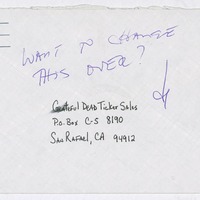 WANT TO CHANGE
THIS OVER?
Grateful Dead Ticket Sales
P.O. Box C-S 8190
San Rafael, CA 94912